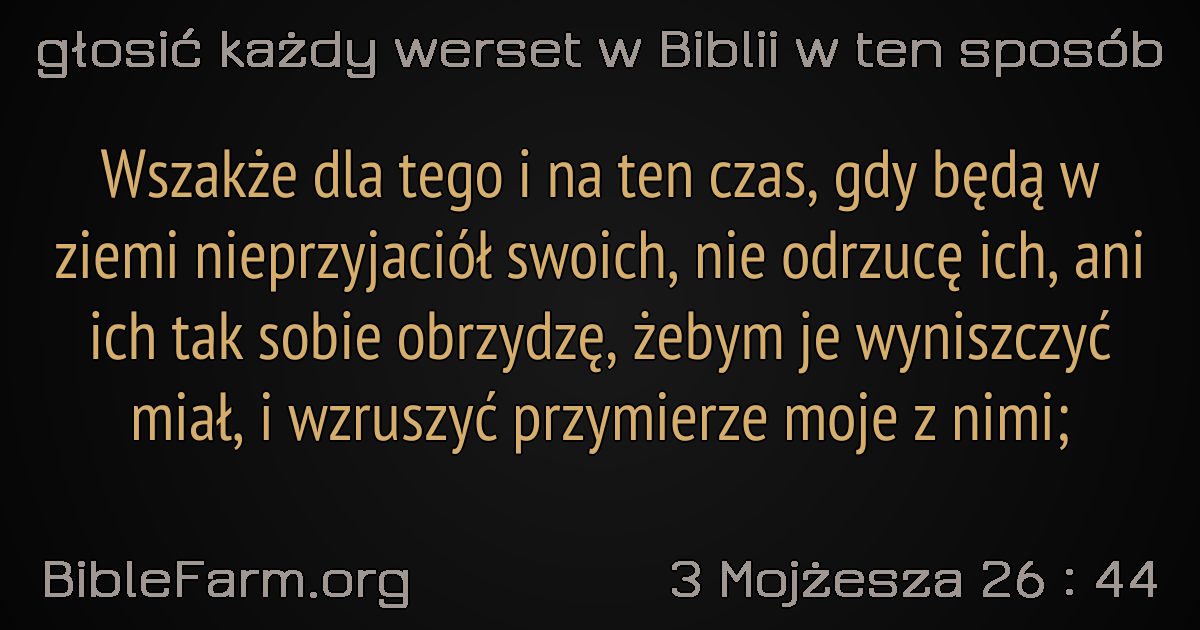 głosić każdy werset w Biblii w ten sposób
Wszakże dla tego i na ten czas, gdy będą w
ziemi nieprzyjaciół swoich, nie odrzucę ich, ani
ich tak sobie obrzydzę, żebym je wyniszczyć
miał, i wzruszyć przymierze moje z nimi;
BibleFarm.org
3 Mojżesza 26 : 44